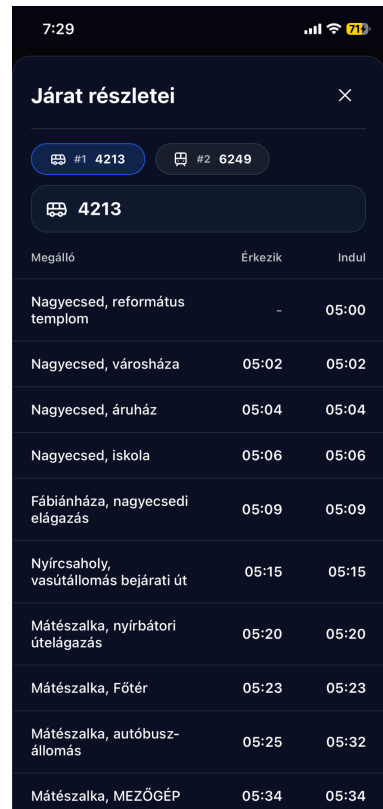 7:29
71
Járat részletei
#1 4213
#2 6249
4213
Megálló Érkezik Indul
Nagyecsed, református
templom - 05:00
Nagyecsed, városháza 05:02 05:02
Nagyecsed, áruház 05:04 05:04
Nagyecsed, iskola 05:06 05:06
Fábiánháza, nagyecsedi
elágazás 05:09 05:09
Nyírcsaholy,
vasútállomás bejárati út 05:15 05:15
Mátészalka, nyírbátori
útelágazás 05:20 05:20
Mátészalka, Főtér 05:23 05:23
Mátészalka, autóbusz-
állomás 05:25 05:32
Mátészalka, MEZŐGÉP 05:34 05:34